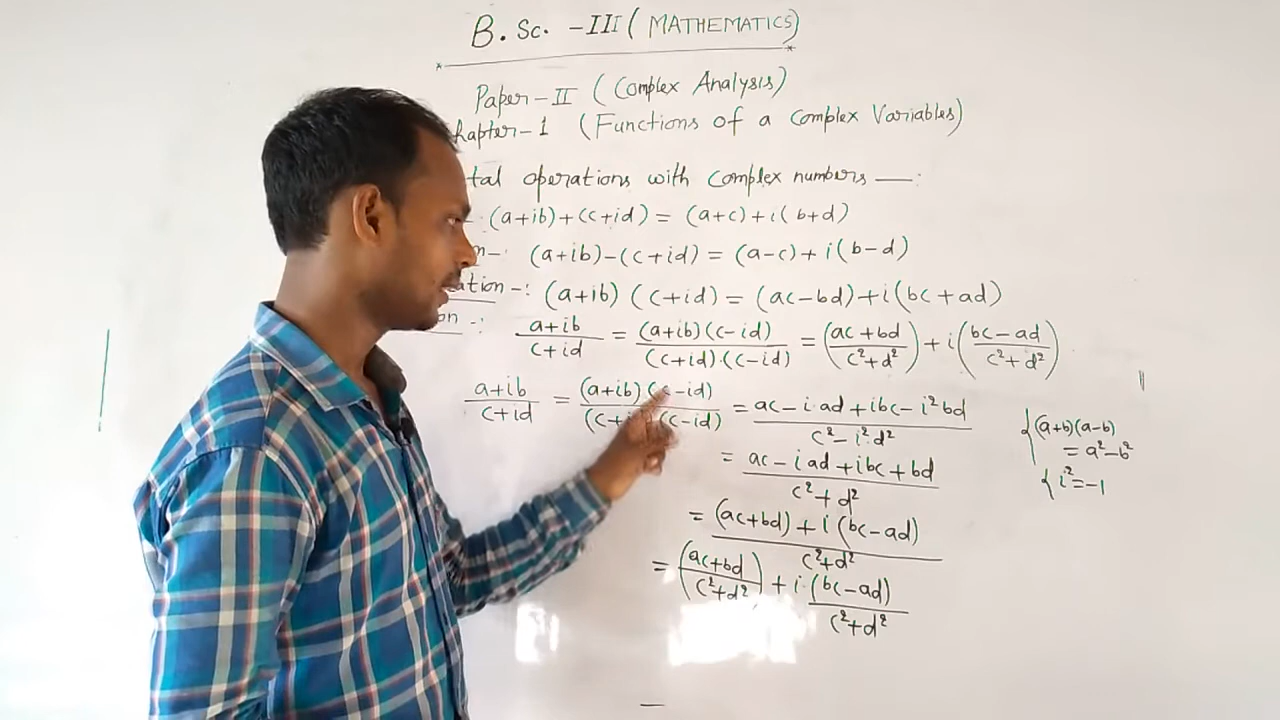 B. Sc. -III ( MATHEMATICS)
Paper-II ( Complex Analysis)
hapter-1 (Functions of a complex Variables)
tal operations with complex numbers —:
(a+ib)+(c+id) = (a+c)+i(b+d)
n-: (a+ib)-(c+id) = (a-c)+i(b-d)
ation-: (a+ib) (c+id) = (ac-bd)+i(bc+ad)
on -: a+ib/c+id = (a+ib)(c-id)/(c+id)(c-id) = (ac+bd/c²+d²) + i(bc-ad/c²+d²)
a+ib/c+id = (a+ib)(c-id)/(c+i (c-id) = ac-i ad+ibc-i²bd/c²-i²d² {(a+b)(a-b) = a²-b²
= ac-iad+ibc+bd/c²+d² { i²=-1
= (ac+bd)+i(bc-ad)/c²+d²
= (ac+bd/c²+d²) + i(bc-ad)/c²+d²